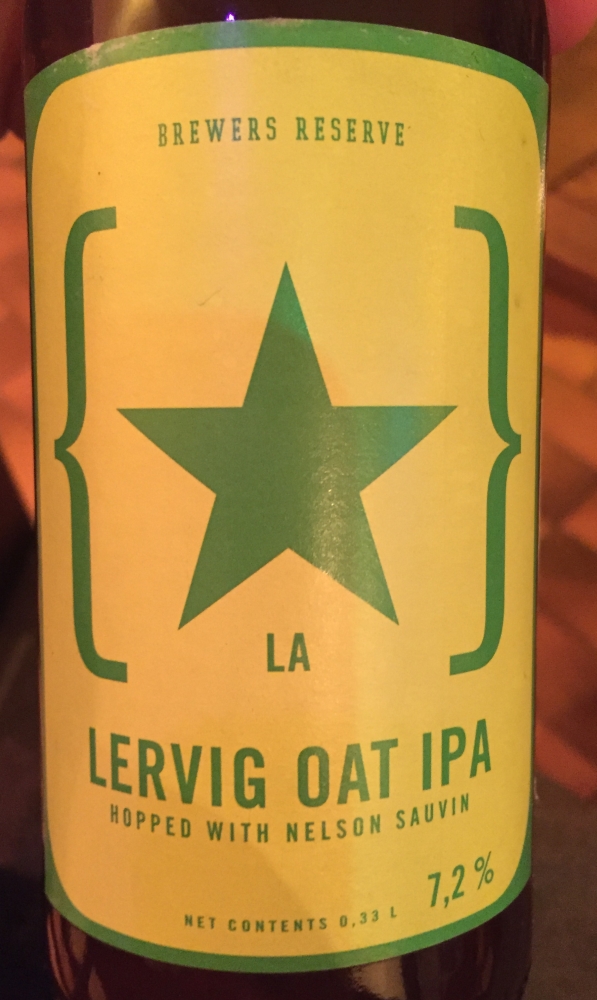 BREWERS RESERVE
LA
LERVIG OAT IPA
HOPPED WITH NELSON SAUVIN
7,2 %
NET CONTENTS 0,33 L